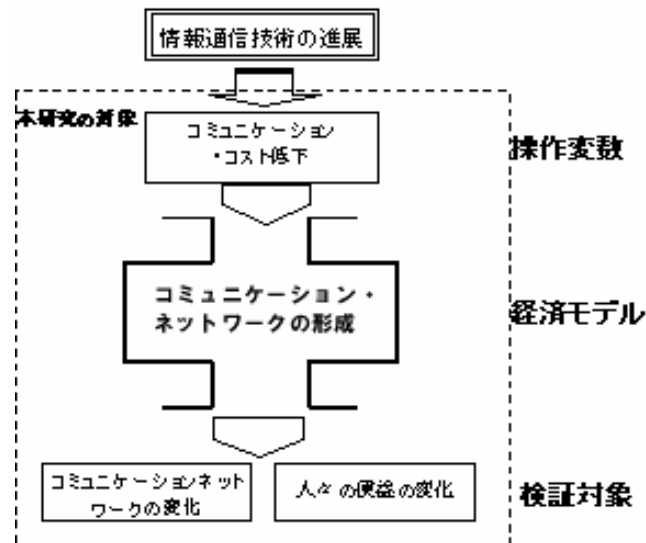 情報通信技術の進展
本研究の対象
コミュニケーション
・コスト低下
操作変数
コミュニケーション・
ネットワークの形成
経済モデル
コミュニケーションネット
ワークの変化
人々の便益の変化
検証対象